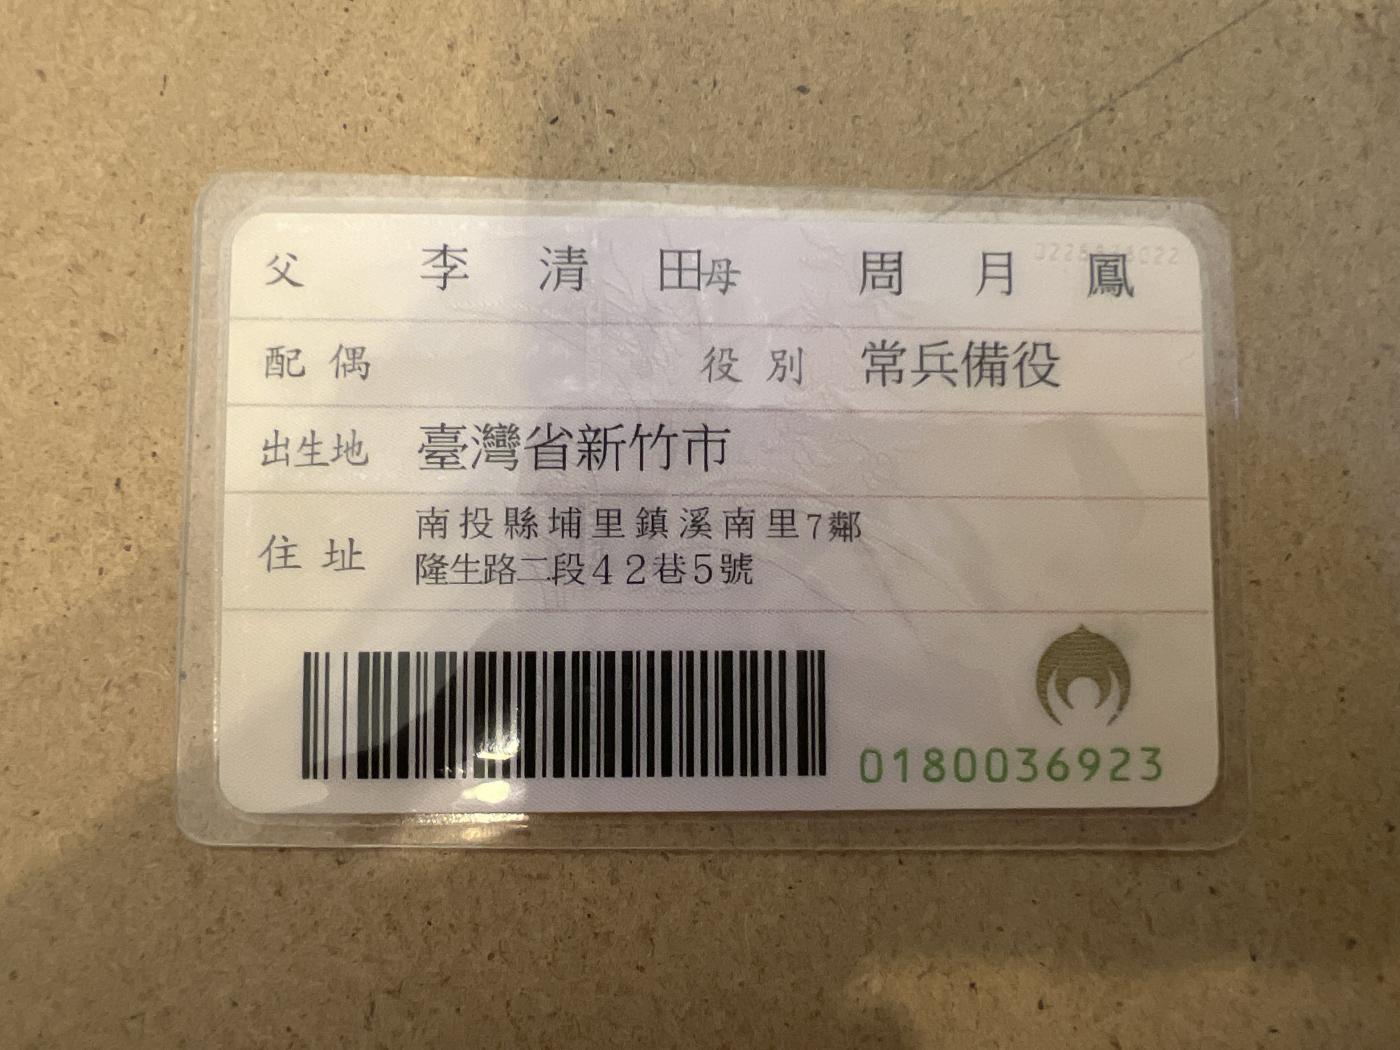 父 李清田 母 周月鳳
配偶 役別 常兵備役
出生地 臺灣省新竹市
住址 南投縣埔里鎮溪南里7鄰
隆生路二段42巷5號
0180036923